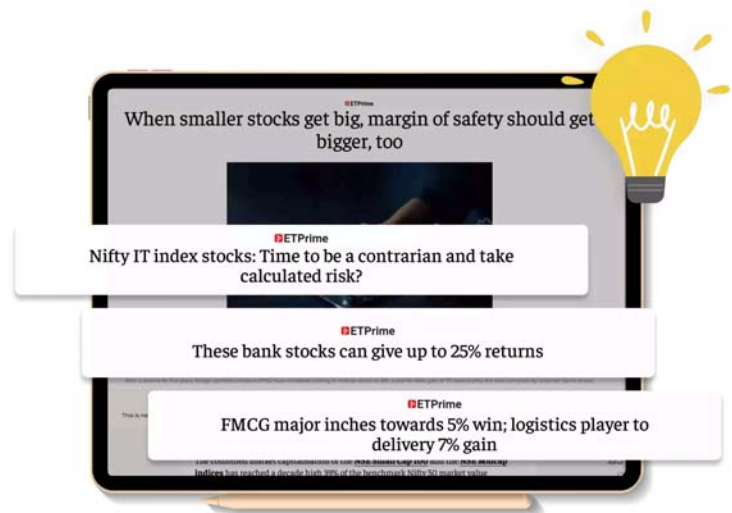 ETPrime
When smaller stocks get big, margin of safety should get
bigger, too
ETPrime
Nifty IT index stocks: Time to be a contrarian and take
calculated risk?
ETPrime
These bank stocks can give up to 25% returns
This is
ETPrime
FMCG major inches towards 5% win; logistics player to
delivery 7% gain
The combined market capitalisation of the NSE Small Cap 100 and the NSE Midcap
indices has reached a decade high 39% of the benchmark Nifty 50 market value